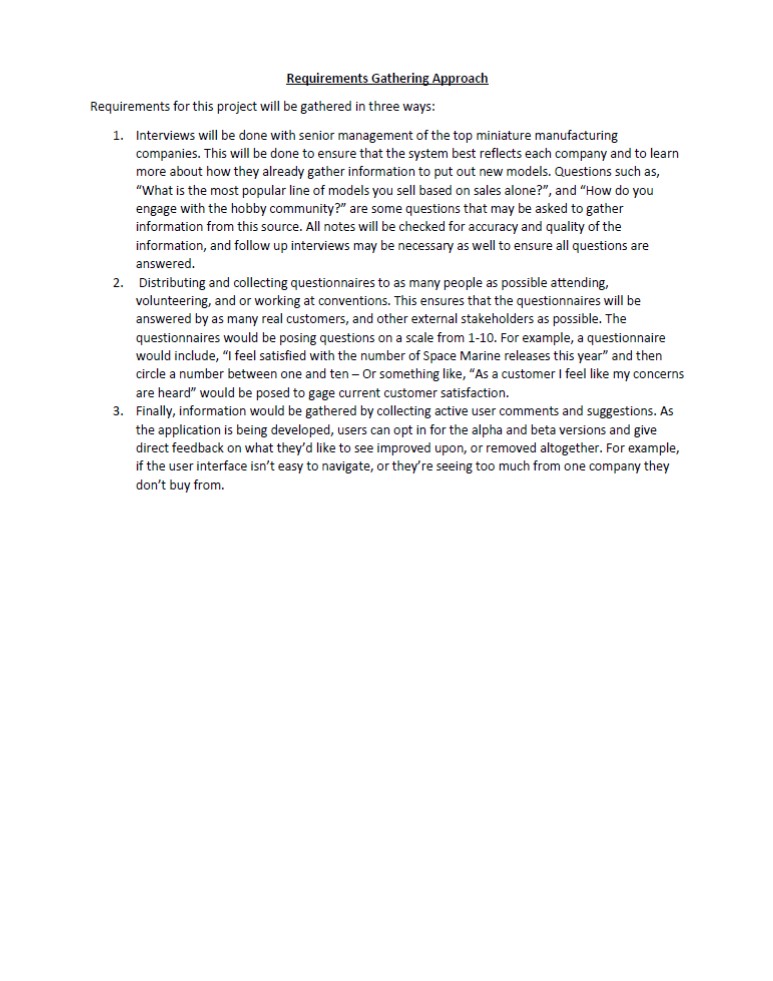 Requirements Gathering Approach
Requirements for this project will be gathered in three ways:
1. Interviews will be done with senior management of the top miniature manufacturing
companies. This will be done to ensure that the system best reflects each company and to learn
more about how they already gather information to put out new models. Questions such as,
“What is the most popular line of models you sell based on sales alone?”, and “How do you
engage with the hobby community?” are some questions that may be asked to gather
information from this source. All notes will be checked for accuracy and quality of the
information, and follow up interviews may be necessary as well to ensure all questions are
answered.
2. Distributing and collecting questionnaires to as many people as possible attending,
volunteering, and or working at conventions. This ensures that the questionnaires will be
answered by as many real customers, and other external stakeholders as possible. The
questionnaires would be posing questions on a scale from 1-10. For example, a questionnaire
would include, “I feel satisfied with the number of Space Marine releases this year” and then
circle a number between one and ten – Or something like, “As a customer I feel like my concerns
are heard” would be posed to gage current customer satisfaction.
3. Finally, information would be gathered by collecting active user comments and suggestions. As
the application is being developed, users can opt in for the alpha and beta versions and give
direct feedback on what they’d like to see improved upon, or removed altogether. For example,
if the user interface isn’t easy to navigate, or they’re seeing too much from one company they
don’t buy from.